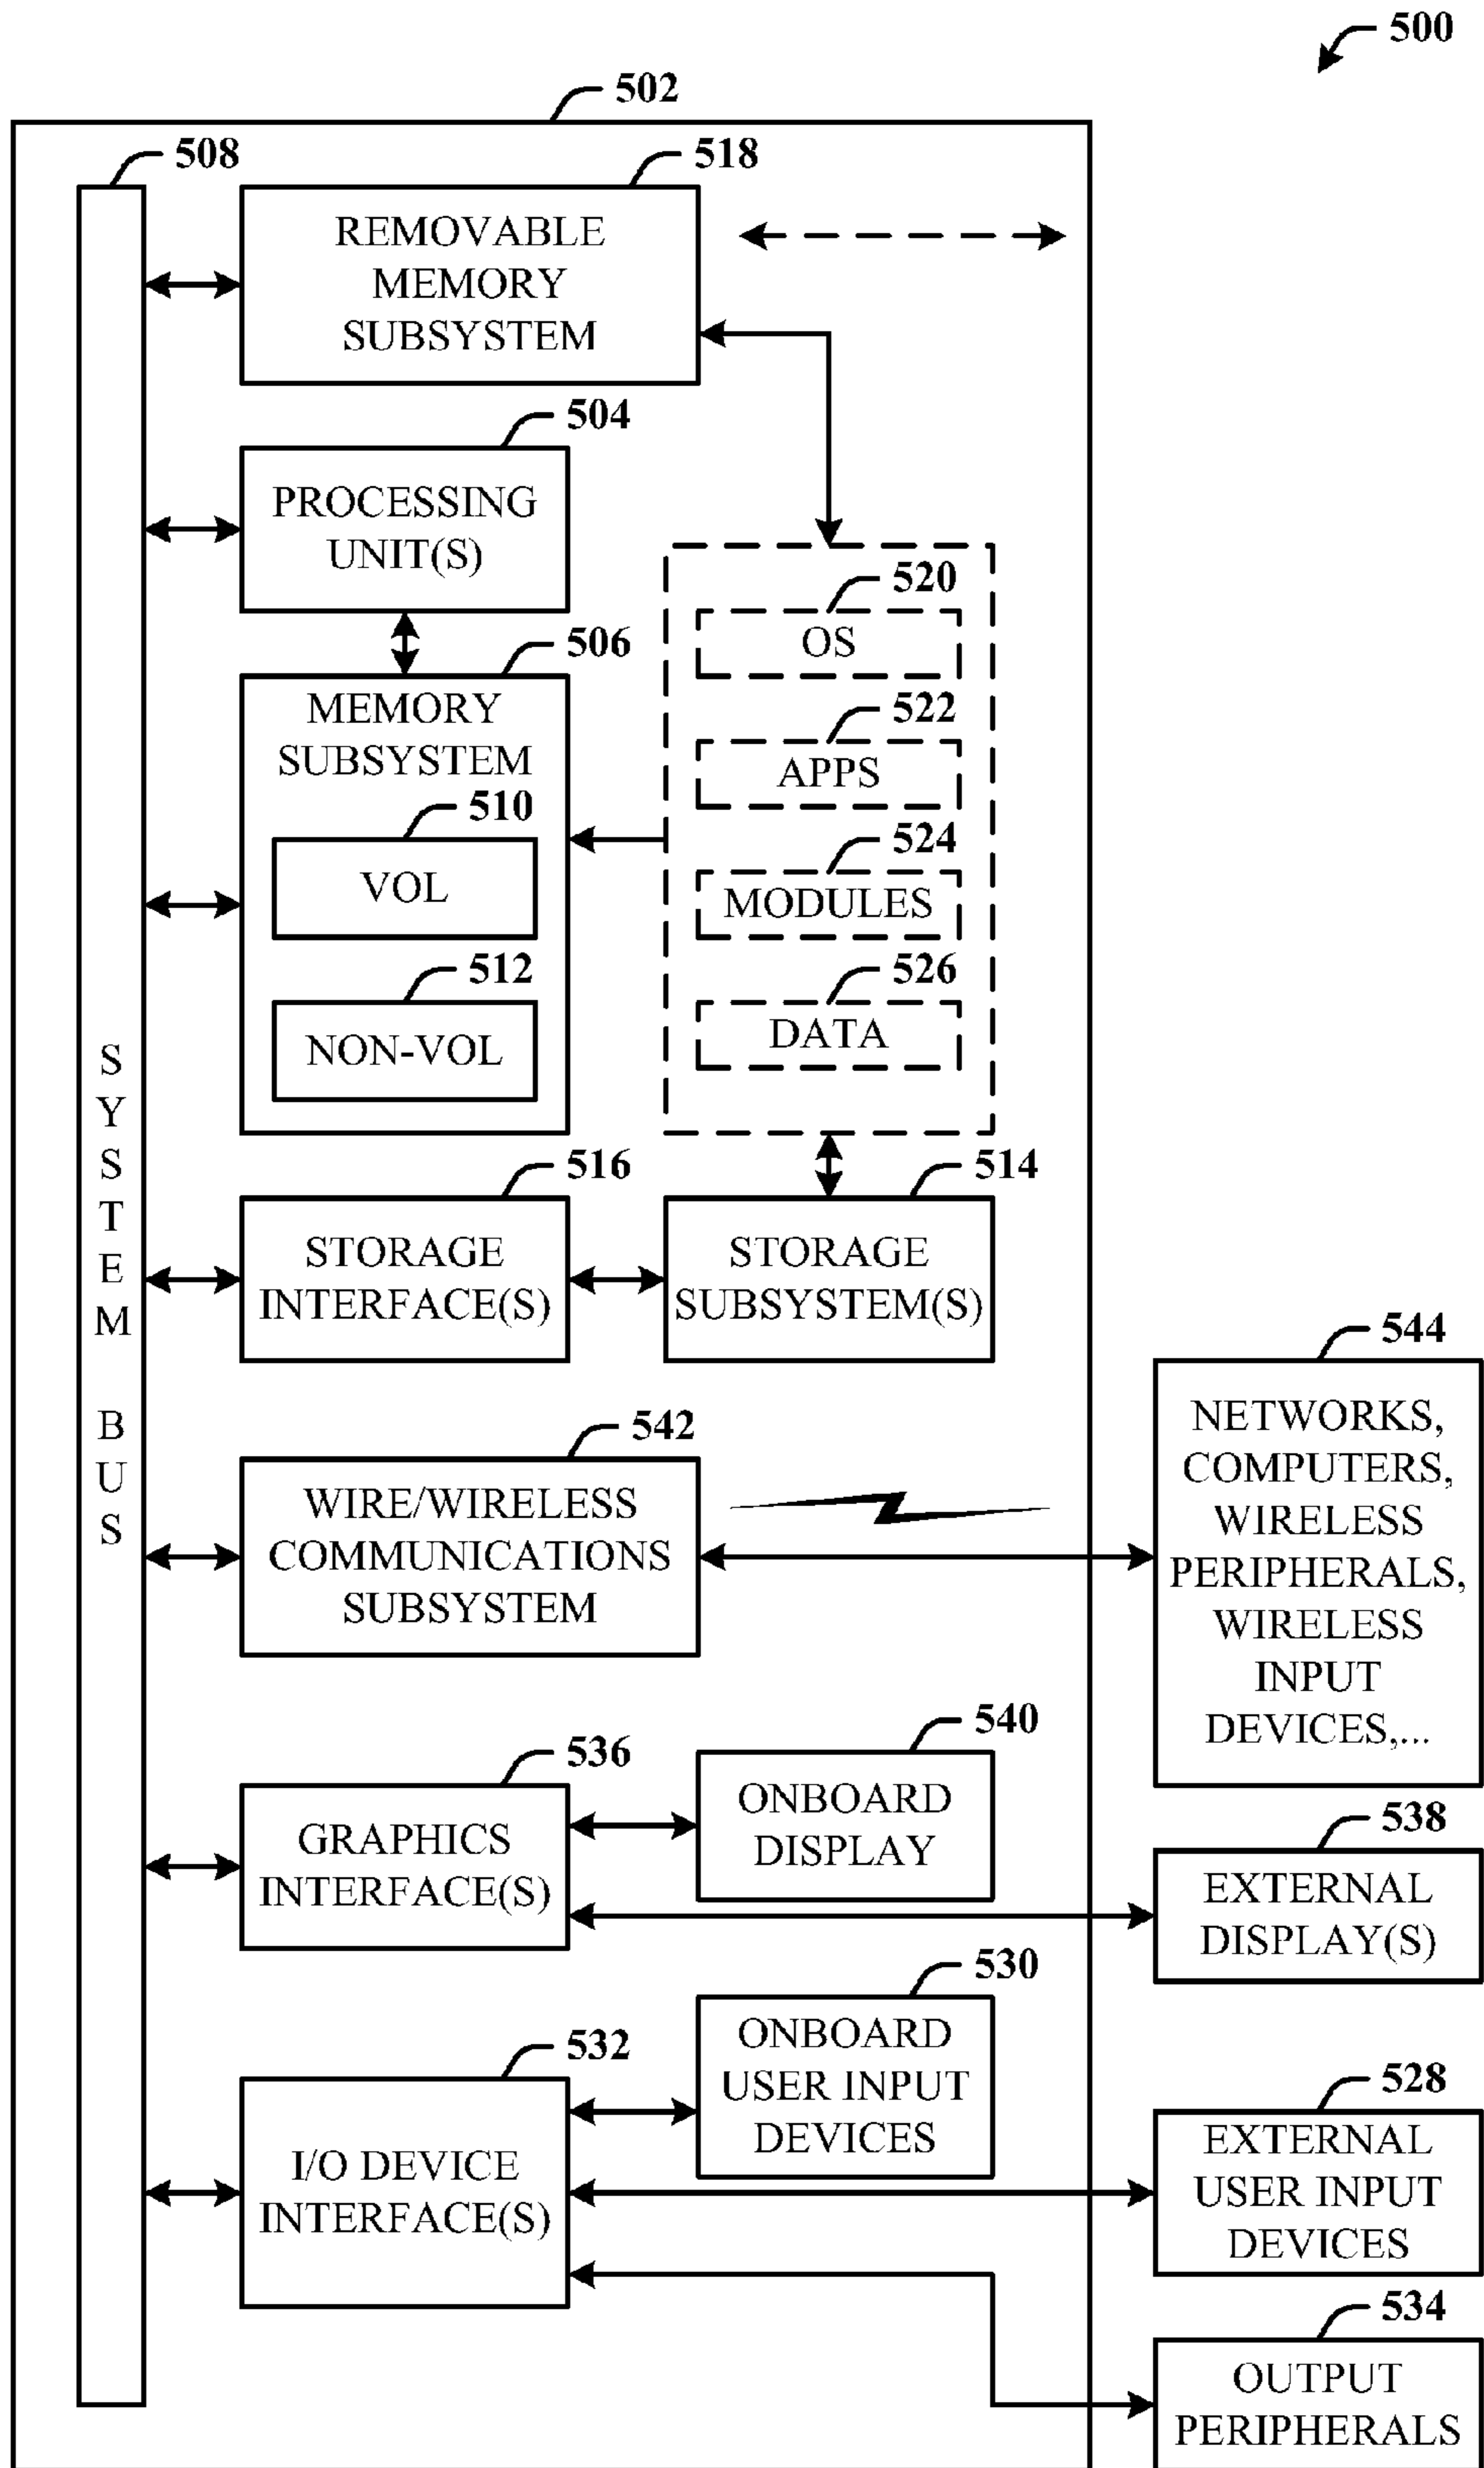 500
502
508
518
REMOVABLE
MEMORY
SUBSYSTEM
504
PROCESSING
UNIT(S)
506
MEMORY
SUBSYSTEM
510
VOL
512
NON-VOL
520
OS
522
APPS
524
MODULES
526
DATA
SYSTEM BUS
516
STORAGE
INTERFACE(S)
514
STORAGE
SUBSYSTEM(S)
542
WIRE/WIRELESS
COMMUNICATIONS
SUBSYSTEM
544
NETWORKS,
COMPUTERS,
WIRELESS
PERIPHERALS,
WIRELESS
INPUT
DEVICES,...
536
GRAPHICS
INTERFACE(S)
540
ONBOARD
DISPLAY
538
EXTERNAL
DISPLAY(S)
532
I/O DEVICE
INTERFACE(S)
530
ONBOARD
USER INPUT
DEVICES
528
EXTERNAL
USER INPUT
DEVICES
534
OUTPUT
PERIPHERALS